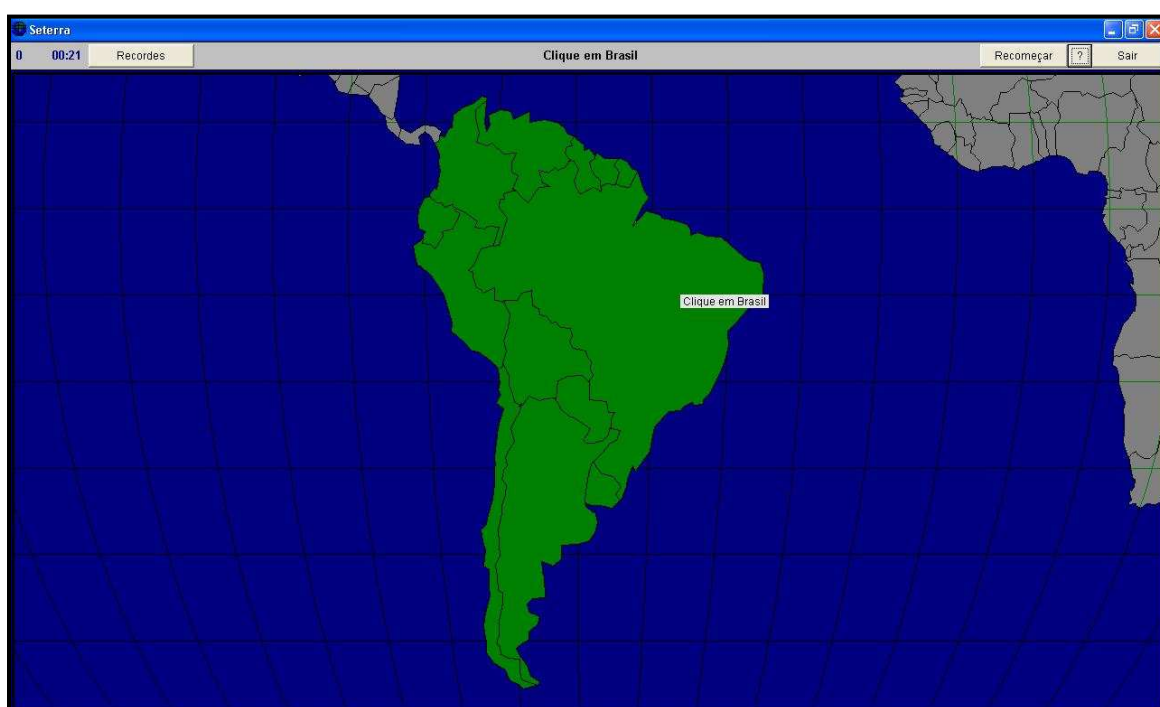 Seterra
0 00:21 Recordes Clique em Brasil Recomeçar ? Sair
Clique em Brasil